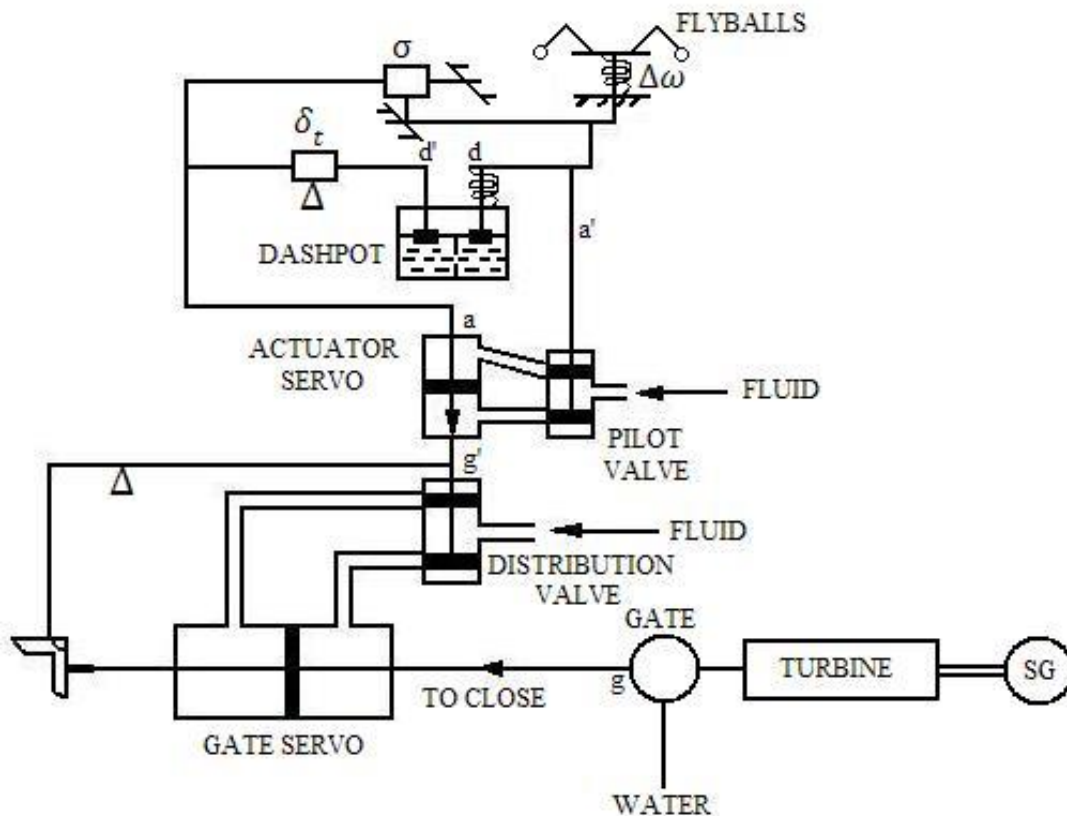 FLYBALLS
σ
Δω
δt
d'
d
Δ
DASHPOT
a'
a
ACTUATOR
SERVO
FLUID
PILOT
VALVE
g'
Δ
FLUID
DISTRIBUTION
VALVE
GATE
g
TURBINE
SG
TO CLOSE
GATE SERVO
WATER